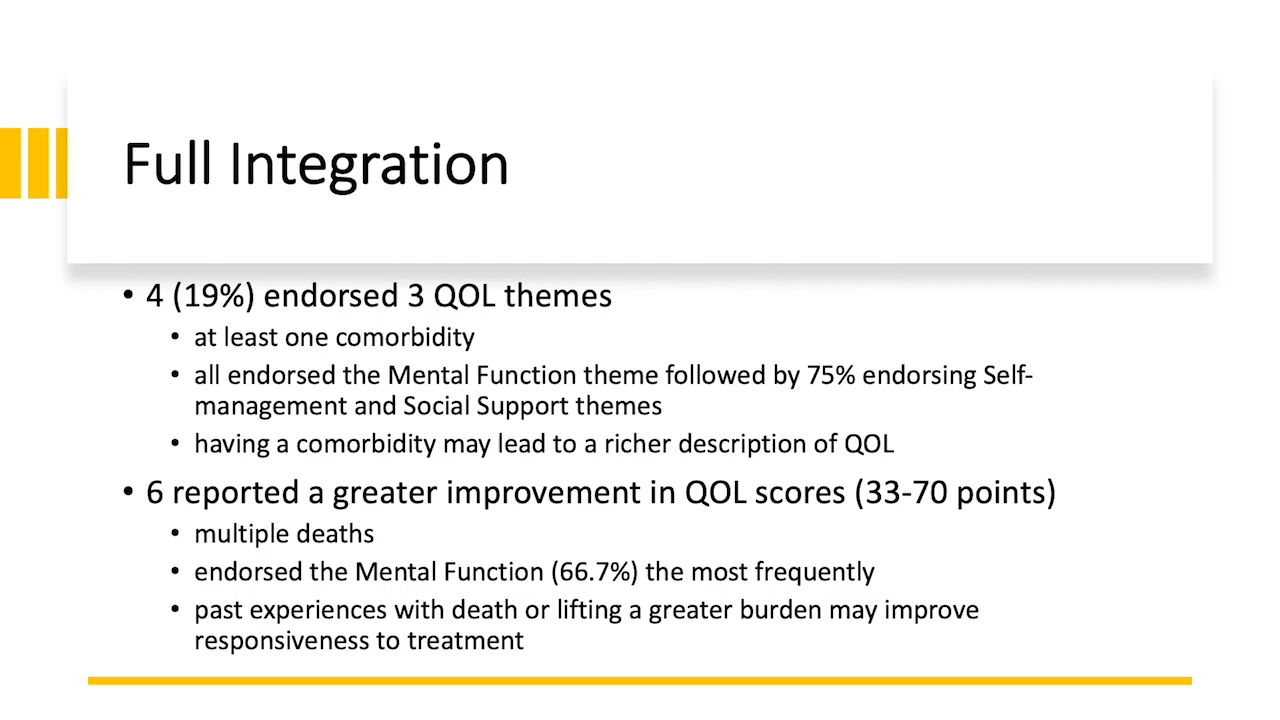 Full Integration
• 4 (19%) endorsed 3 QOL themes
• at least one comorbidity
• all endorsed the Mental Function theme followed by 75% endorsing Self-
management and Social Support themes
• having a comorbidity may lead to a richer description of QOL
• 6 reported a greater improvement in QOL scores (33-70 points)
• multiple deaths
• endorsed the Mental Function (66.7%) the most frequently
• past experiences with death or lifting a greater burden may improve
responsiveness to treatment